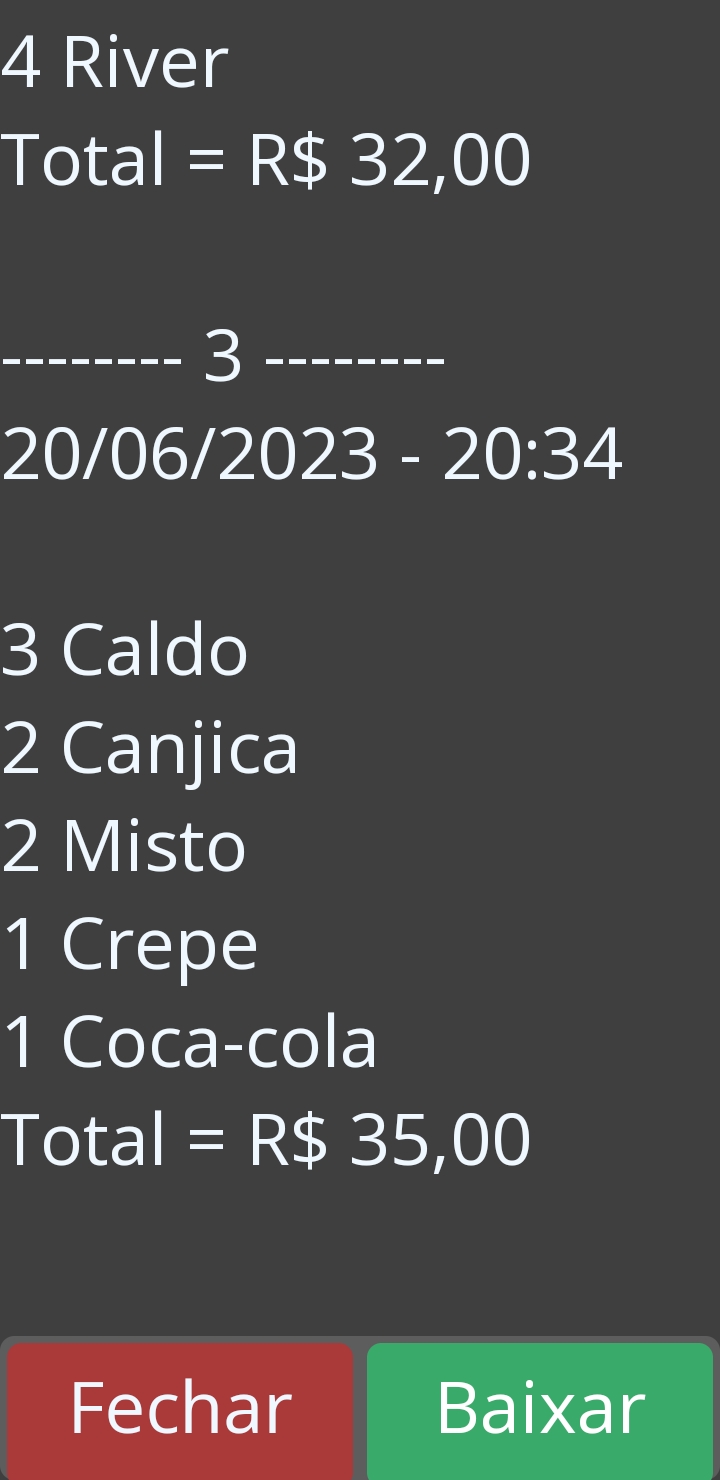 4 River
Total = R$ 32,00
-------- 3 --------
20/06/2023 - 20:34
3 Caldo
2 Canjica
2 Misto
1 Crepe
1 Coca-cola
Total = R$ 35,00
Fechar
Baixar